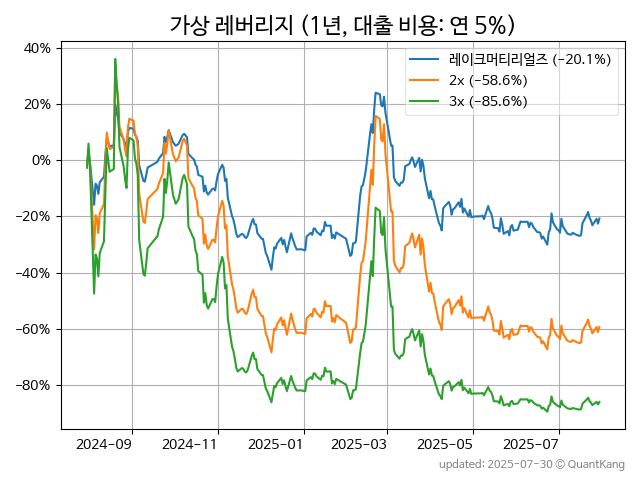 가상 레버리지 (1년, 대출 비용: 연 5%)
레이크머티리얼즈 (−20.1%)
2x (−58.6%)
3x (−85.6%)
40%
20%
0%
−20%
−40%
−60%
−80%
2024-09
2024-11
2025-01
2025-03
2025-05
2025-07
updated: 2025-07-30 ⓒ QuantKang